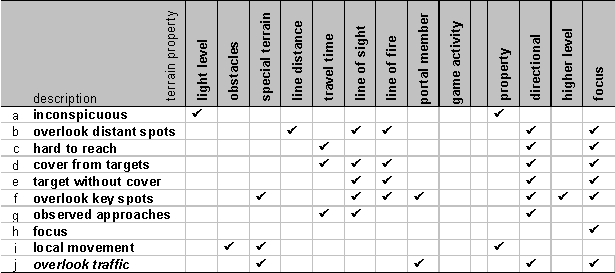 description terrain property light level obstacles special terrain line distance travel time line of sight line of fire portal member game activity property directional higher level focus
a inconspicuous ✓ ✓
b overlook distant spots ✓ ✓ ✓ ✓ ✓
c hard to reach ✓ ✓ ✓
d cover from targets ✓ ✓ ✓ ✓ ✓
e target without cover ✓ ✓ ✓ ✓
f overlook key spots ✓ ✓ ✓ ✓ ✓ ✓ ✓
g observed approaches ✓ ✓ ✓
h focus ✓
i local movement ✓ ✓ ✓
j overlook traffic ✓ ✓ ✓ ✓